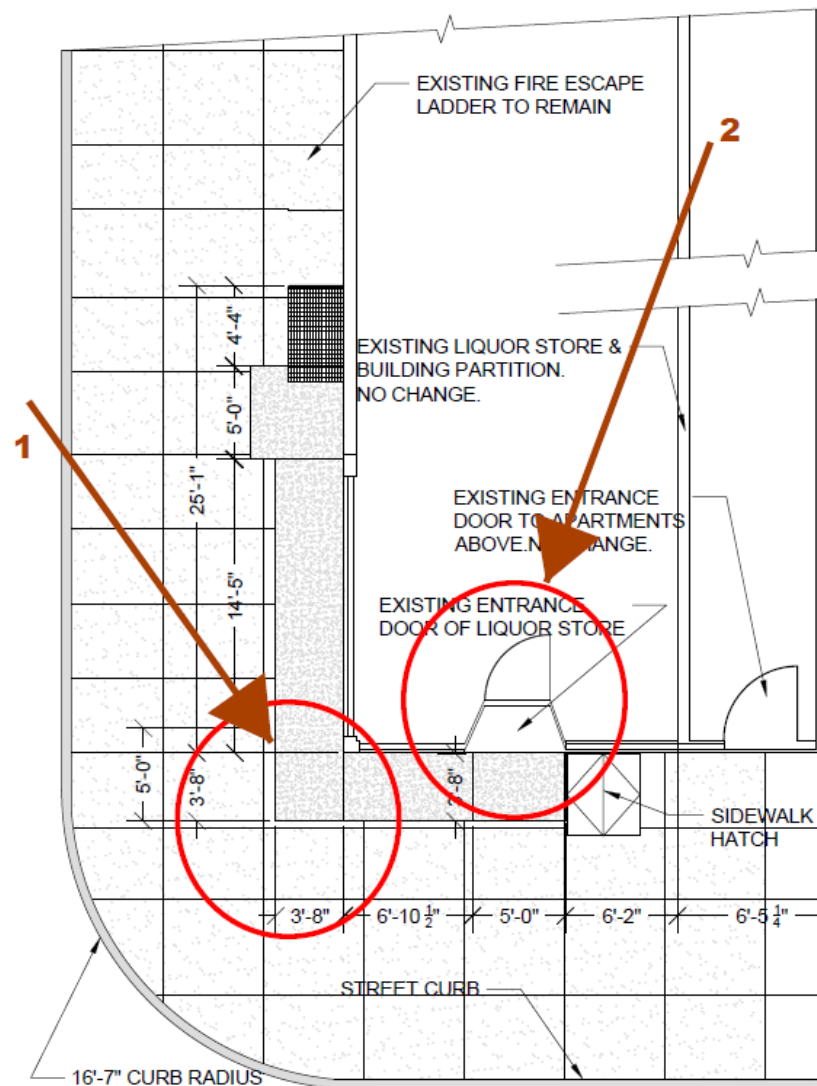 EXISTING FIRE ESCAPE
LADDER TO REMAIN
2
4'-4"
EXISTING LIQUOR STORE &
BUILDING PARTITION.
NO CHANGE.
1
5'-0"
25'-1"
EXISTING ENTRANCE
DOOR TO APARTMENTS
ABOVE.
14'-5"
EXISTING ENTRANCE
DOOR OF LIQUOR STORE
5'-0"
3'-8"
SIDEWALK
HATCH
3'-8"
6'-10 1/2"
5'-0"
6'-2"
6'-5 1/4"
STREET CURB
16'-7" CURB RADIUS